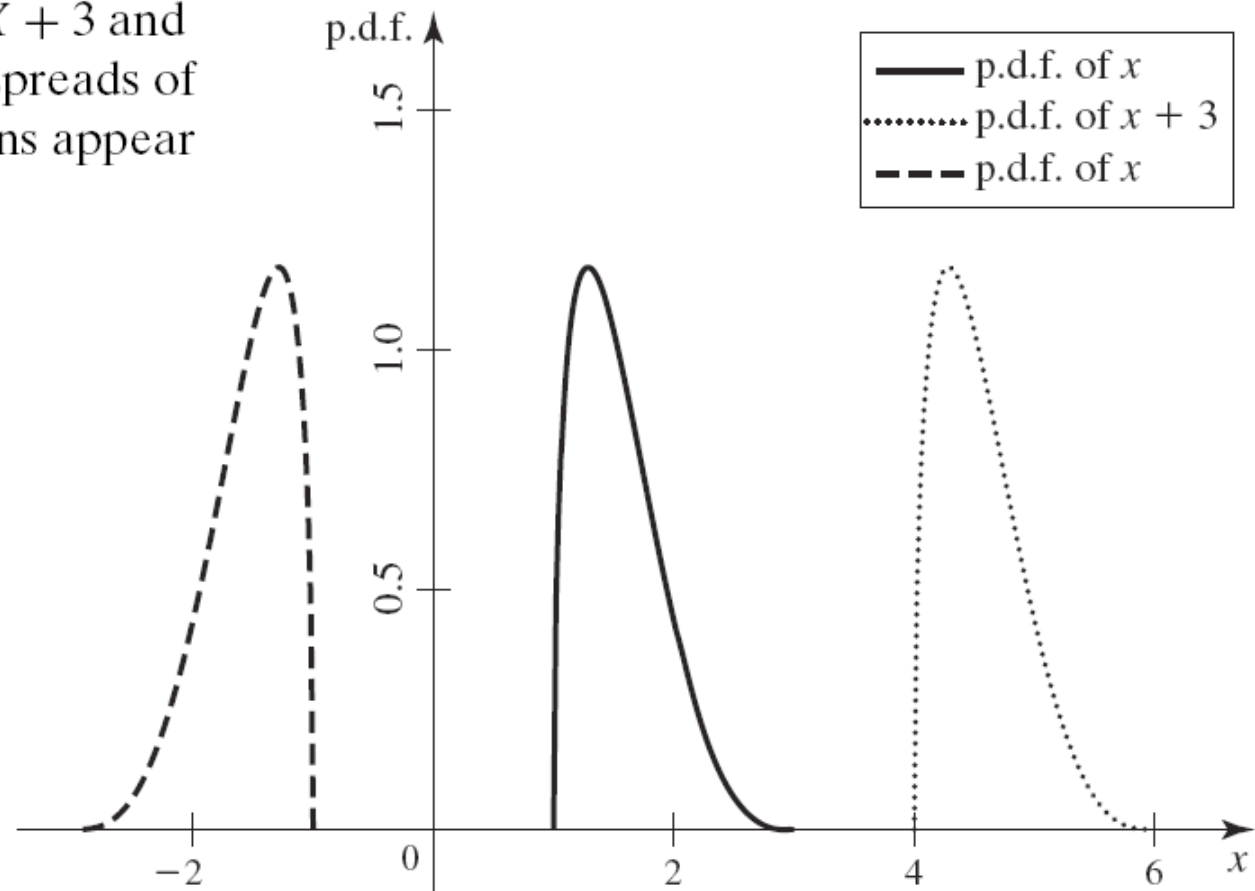 + 3 and
preads of
ns appear
p.d.f.
1.5
1.0
0.5
p.d.f. of x
p.d.f. of x + 3
p.d.f. of x
−2
0
2
4
6
x